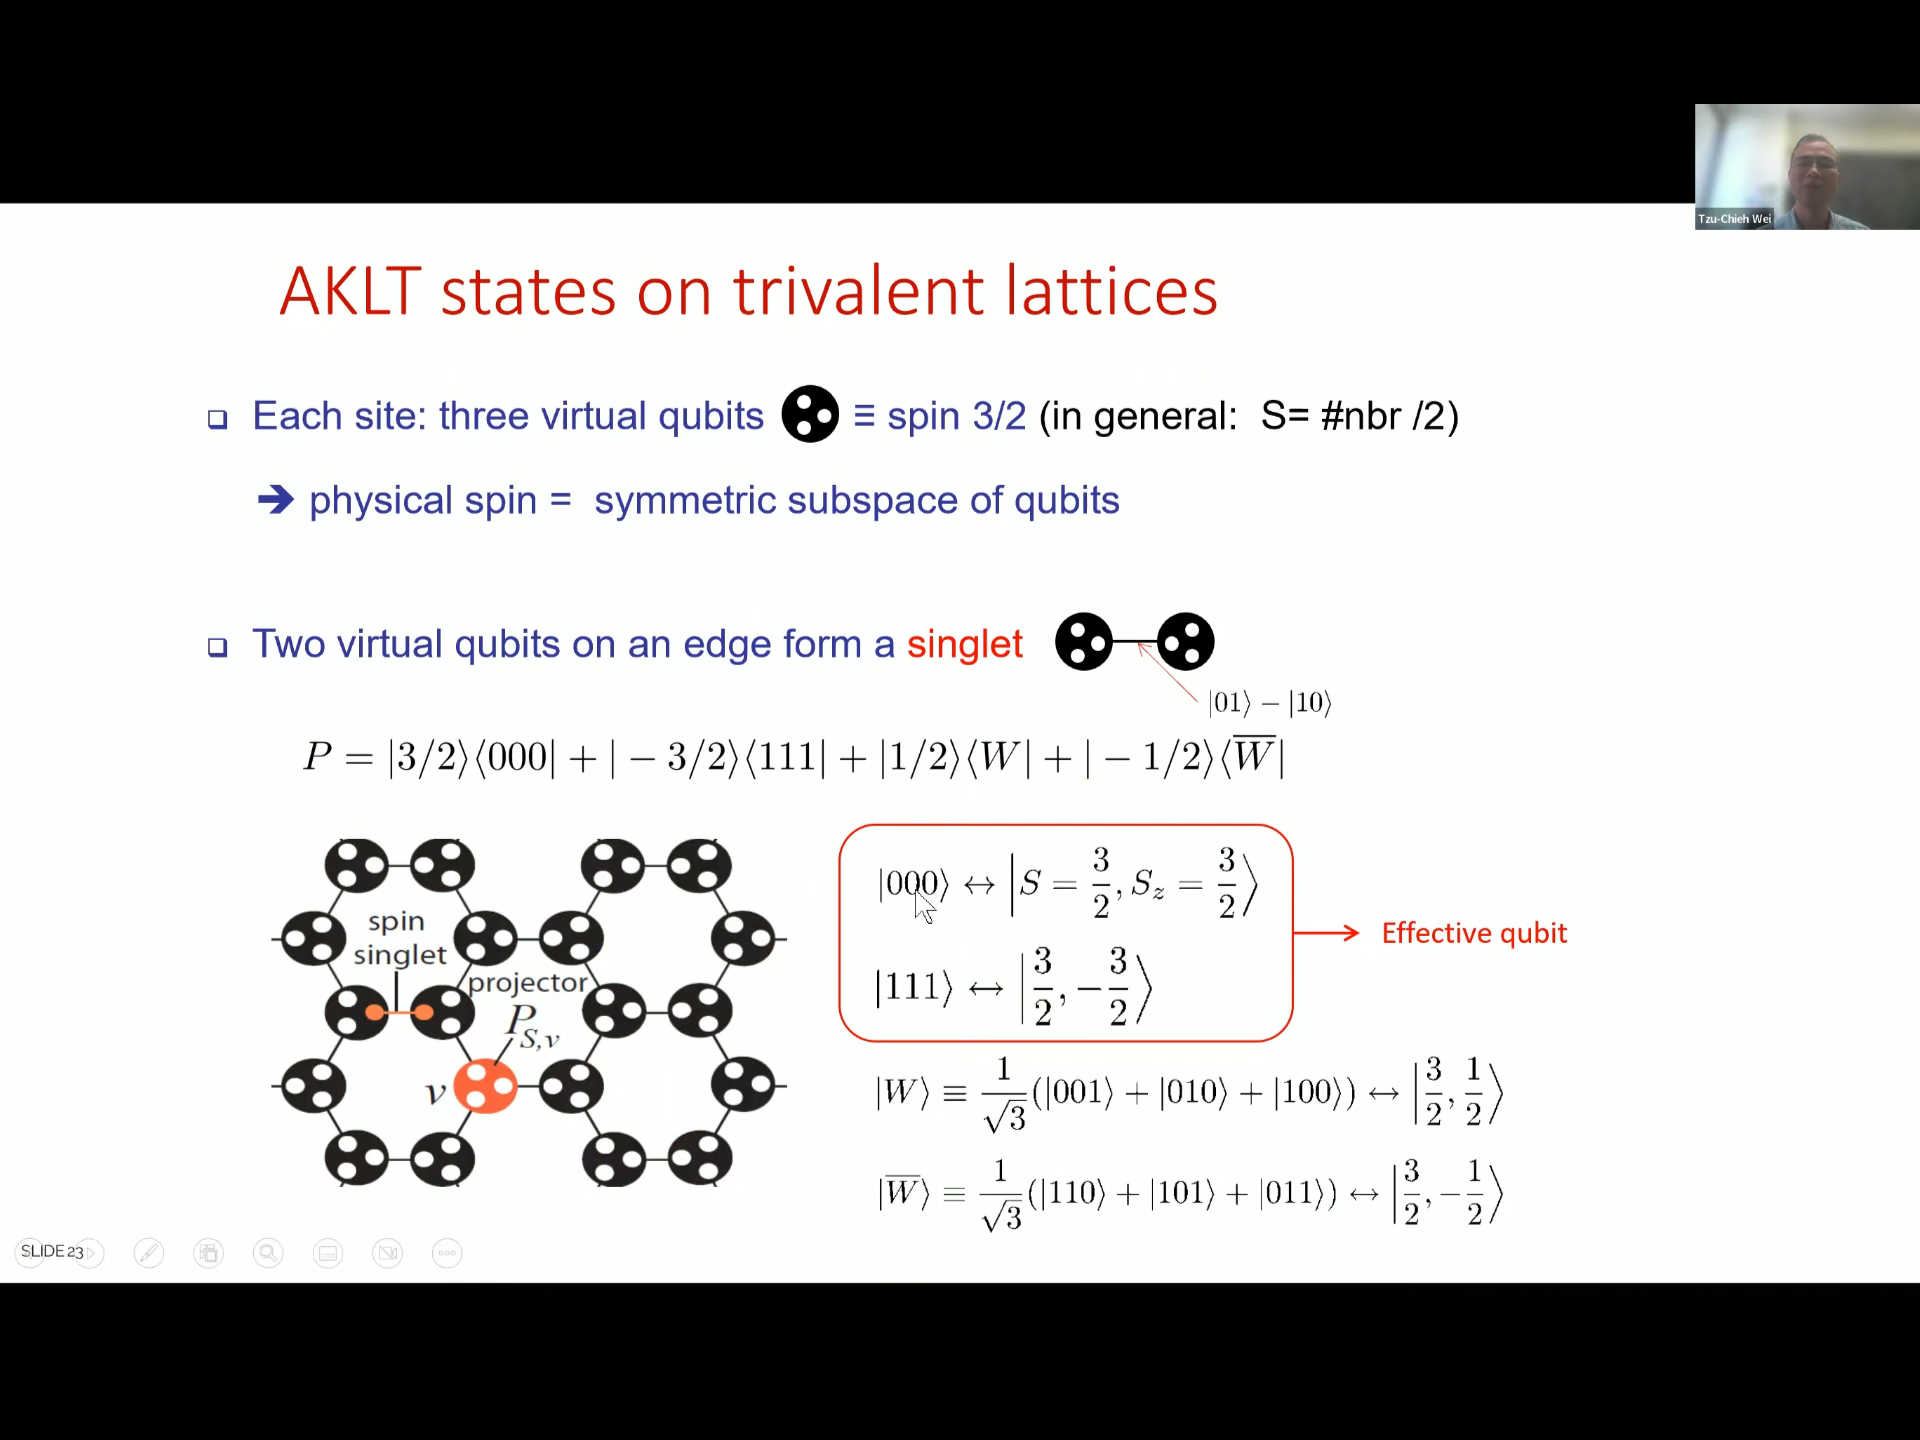 Tzu-Chieh Wei
AKLT states on trivalent lattices
Each site: three virtual qubits ≡ spin 3/2 (in general: S= #nbr /2)
➔ physical spin = symmetric subspace of qubits
Two virtual qubits on an edge form a singlet
|01⟩ − |10⟩
P = |3/2⟩⟨000| + | − 3/2⟩⟨111| + |1/2⟩⟨W| + | − 1/2⟩⟨W̅|
spin
singlet
projector
P_{S,v}
v
|000⟩ ↔ |S = 3/2, S_z = 3/2⟩
Effective qubit
|111⟩ ↔ |3/2, −3/2⟩
|W⟩ ≡ 1/√3 (|001⟩ + |010⟩ + |100⟩) ↔ |3/2, 1/2⟩
|W̅⟩ ≡ 1/√3 (|110⟩ + |101⟩ + |011⟩) ↔ |3/2, −1/2⟩
SLIDE 23